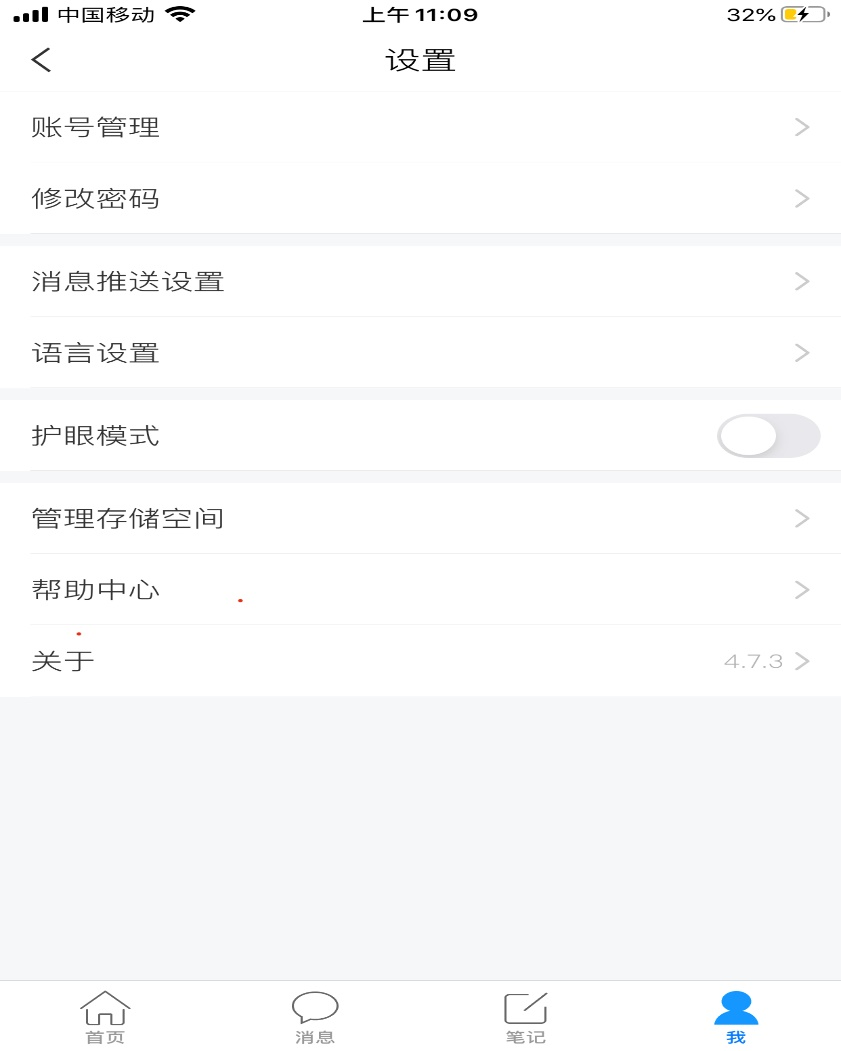 中国移动 上午 11:09 32%
设置
账号管理
修改密码
消息推送设置
语言设置
护眼模式
管理存储空间
帮助中心
关于 4.7.3
首页 消息 笔记 我